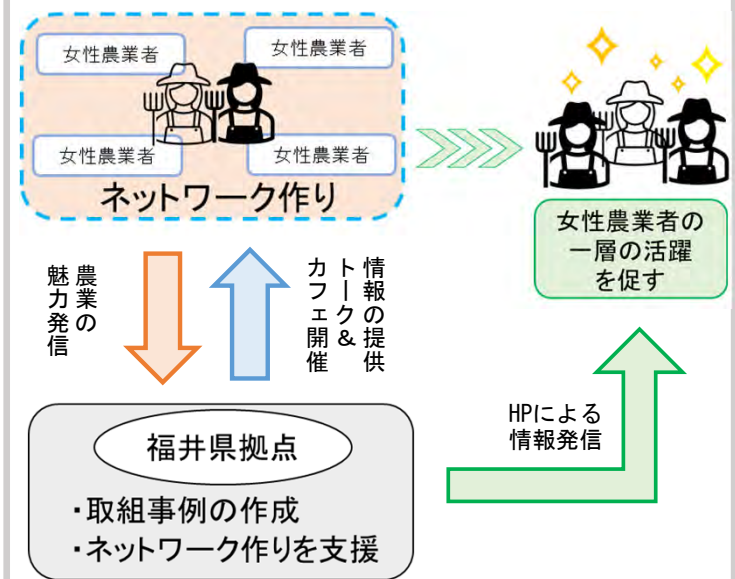 女性農業者
女性農業者
女性農業者
女性農業者
ネットワーク作り
女性農業者の
一層の活躍
を促す
農業の
魅力発信
情報の提供
トーク&
カフェ開催
HPによる
情報発信
福井県拠点
・取組事例の作成
・ネットワーク作りを支援